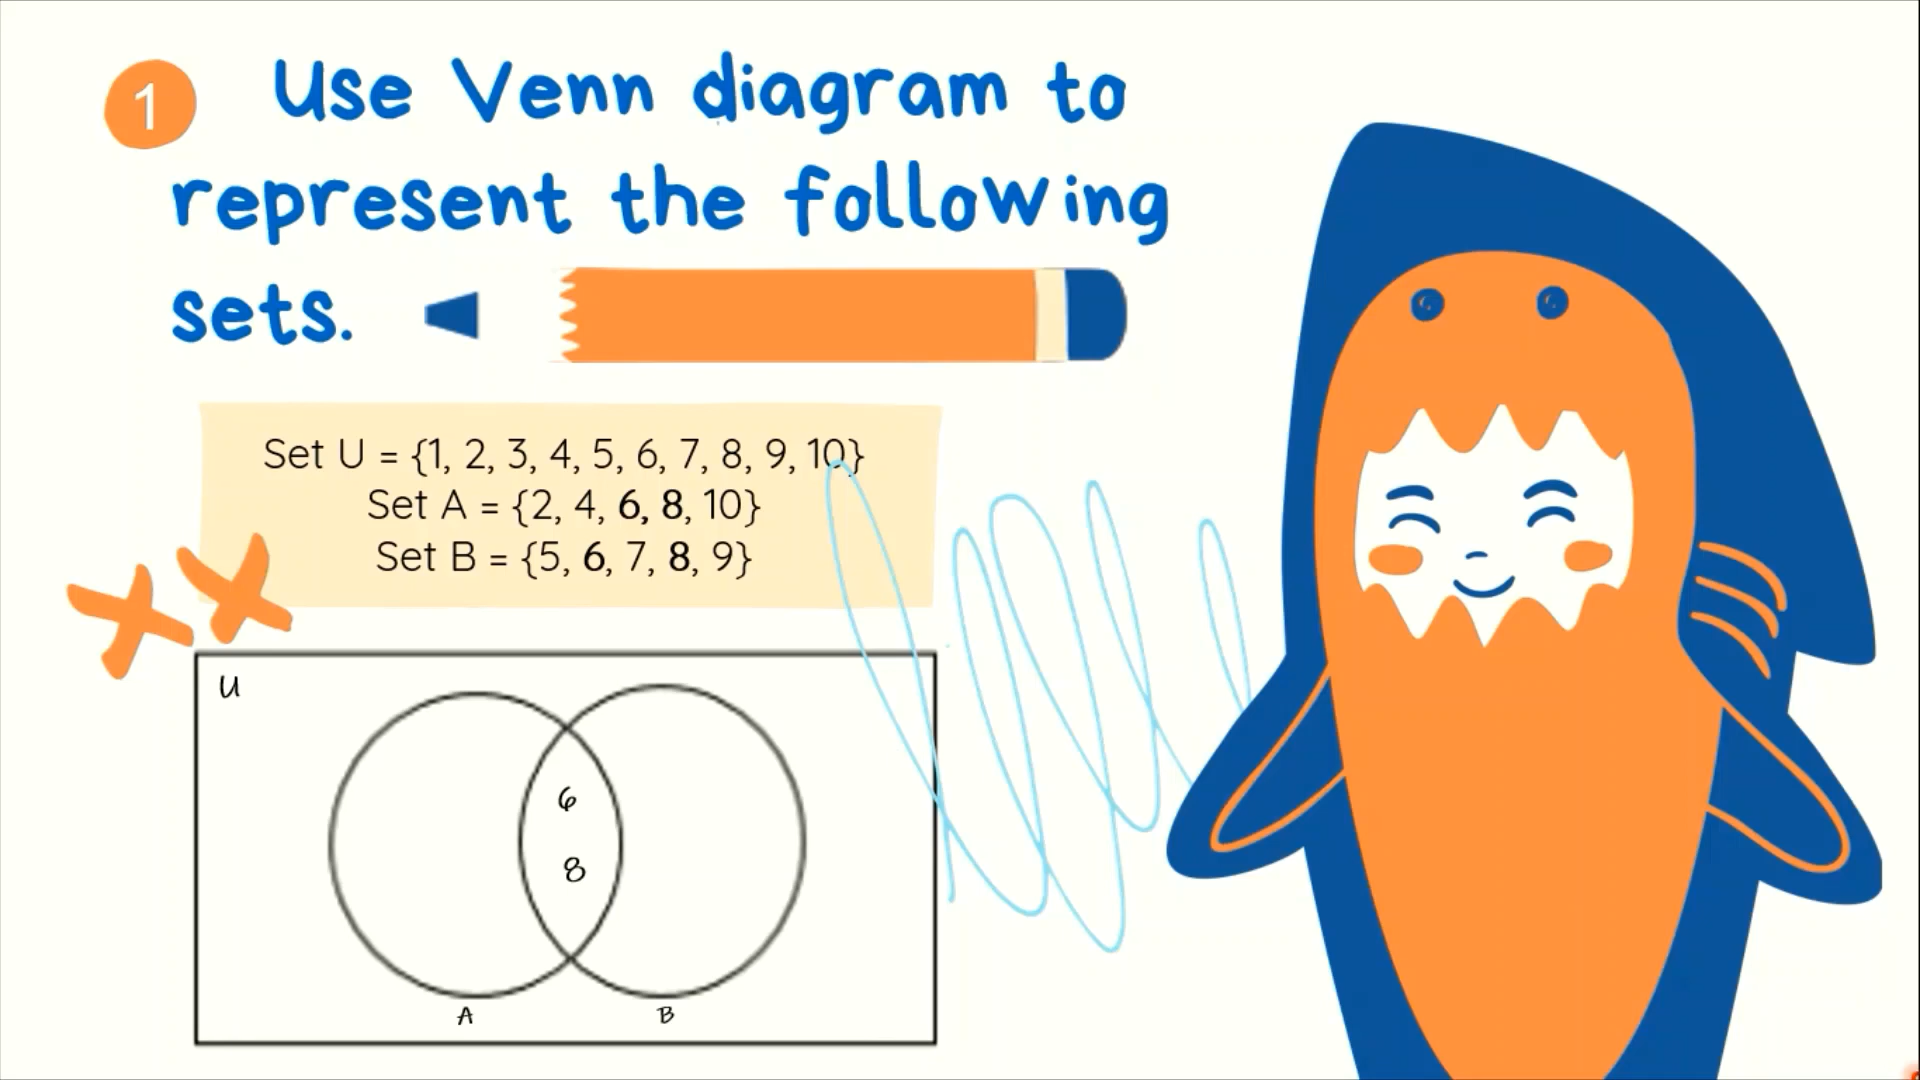 1 Use Venn diagram to
represent the following
sets.
Set U = {1, 2, 3, 4, 5, 6, 7, 8, 9, 10}
Set A = {2, 4, 6, 8, 10}
Set B = {5, 6, 7, 8, 9}
U
6
8
A B